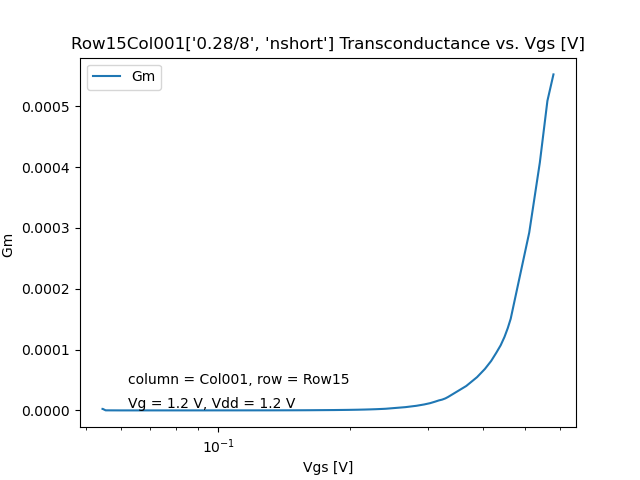 Row15Col001['0.28/8', 'nshort'] Transconductance vs. Vgs [V]
Gm
0.0005
0.0004
0.0003
0.0002
0.0001
0.0000
Gm
column = Col001, row = Row15
Vg = 1.2 V, Vdd = 1.2 V
10⁻¹
Vgs [V]